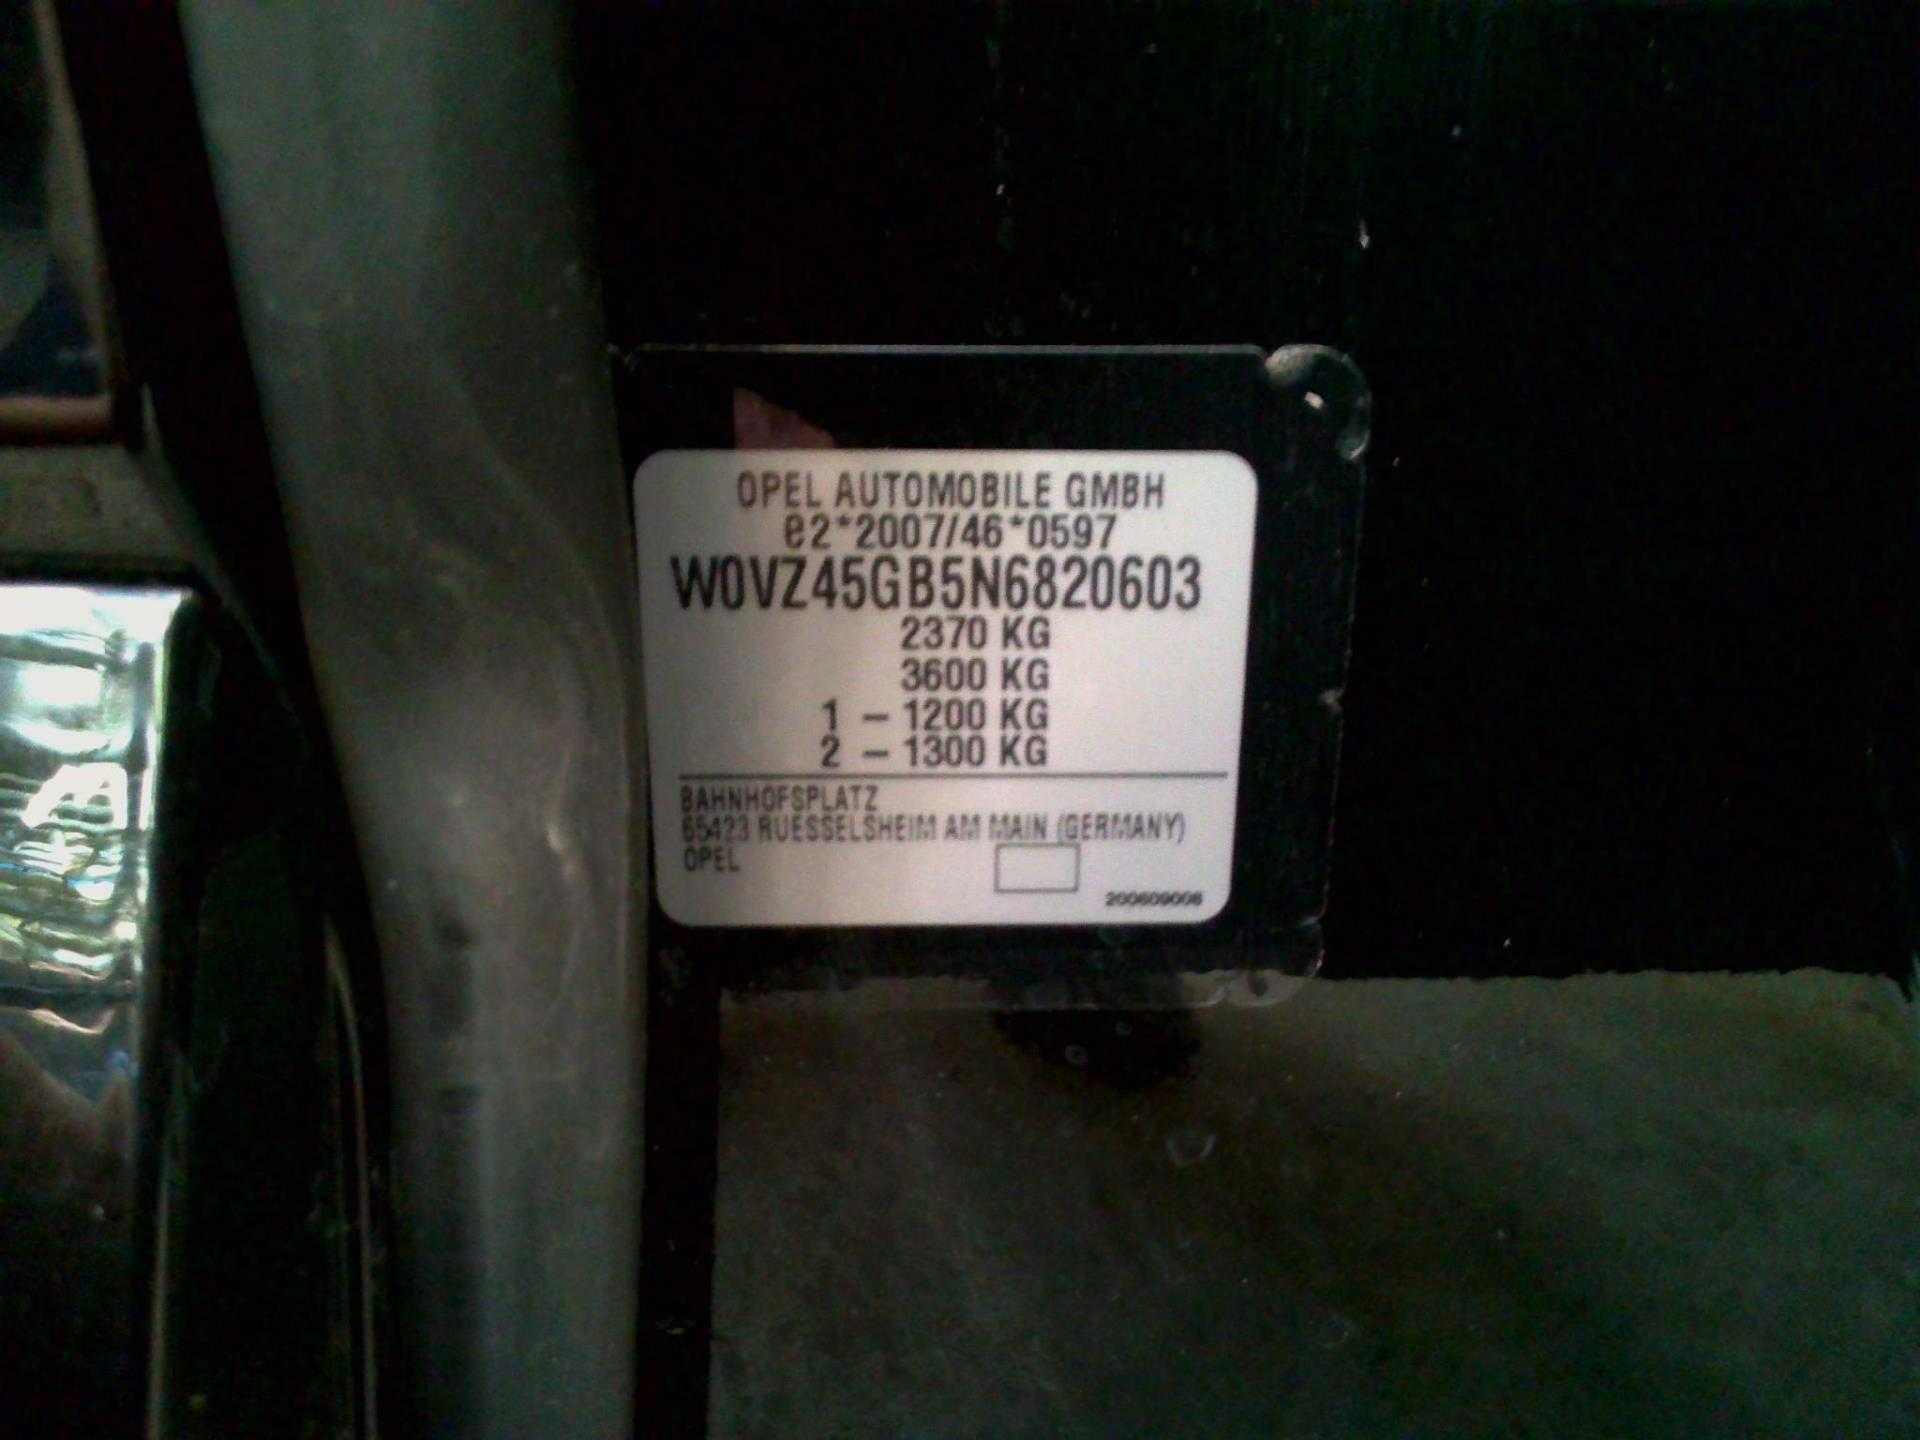 OPEL AUTOMOBILE GMBH
e2*2007/46*0597
W0VZ45GB5N6820603
2370 KG
3600 KG
1 – 1200 KG
2 – 1300 KG
BAHNHOFSPLATZ
65423 RUESSELSHEIM AM MAIN (GERMANY)
OPEL
200609008